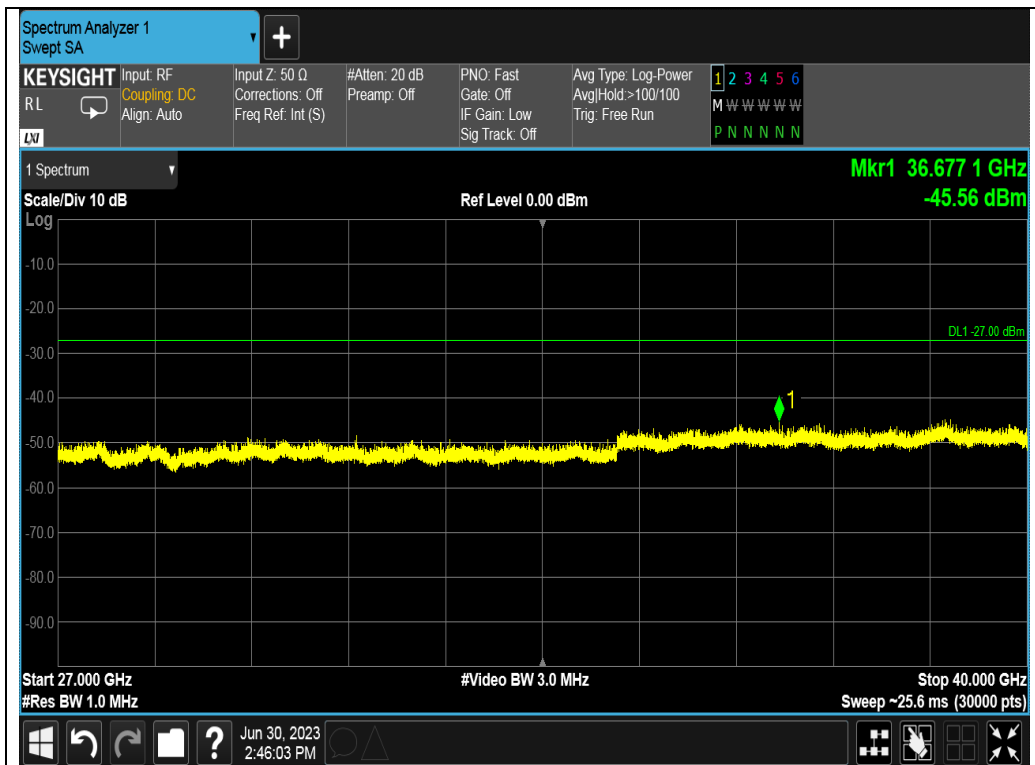 Spectrum Analyzer 1
Swept SA
+
KEYSIGHT Input: RF Input Z: 50 Ω #Atten: 20 dB PNO: Fast Avg Type: Log-Power 1 2 3 4 5 6
RL Coupling: DC Corrections: Off Preamp: Off Gate: Off Avg|Hold:>100/100 M W W W W W
Align: Auto Freq Ref: Int (S) IF Gain: Low Trig: Free Run
LXI Sig Track: Off P N N N N N
1 Spectrum Mkr1 36.677 1 GHz
Scale/Div 10 dB Ref Level 0.00 dBm -45.56 dBm
Log
-10.0
-20.0
DL1 -27.00 dBm
-30.0
-40.0
1
-50.0
-60.0
-70.0
-80.0
-90.0
Start 27.000 GHz #Video BW 3.0 MHz Stop 40.000 GHz
#Res BW 1.0 MHz Sweep ~25.6 ms (30000 pts)
? Jun 30, 2023
2:46:03 PM